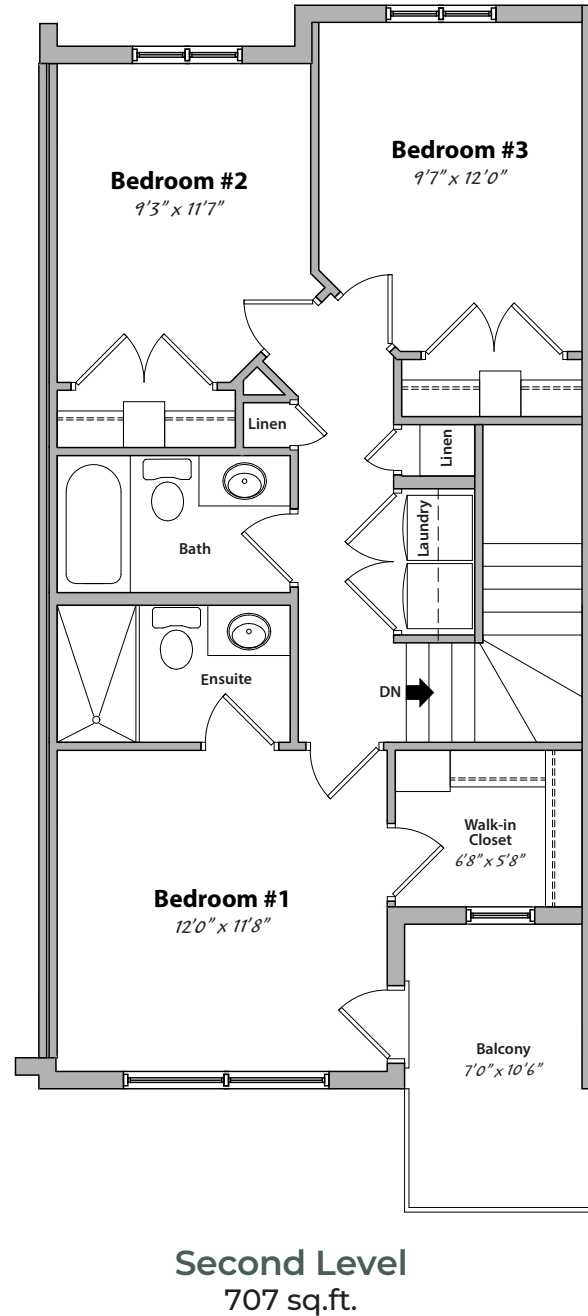 Bedroom #3
9'7" x 12'0"
Bedroom #2
9'3" x 11'7"
Linen
Linen
Laundry
Bath
Ensuite
DN
Walk-in
Closet
6'8" x 5'8"
Bedroom #1
12'0" x 11'8"
Balcony
7'0" x 10'6"
Second Level
707 sq.ft.